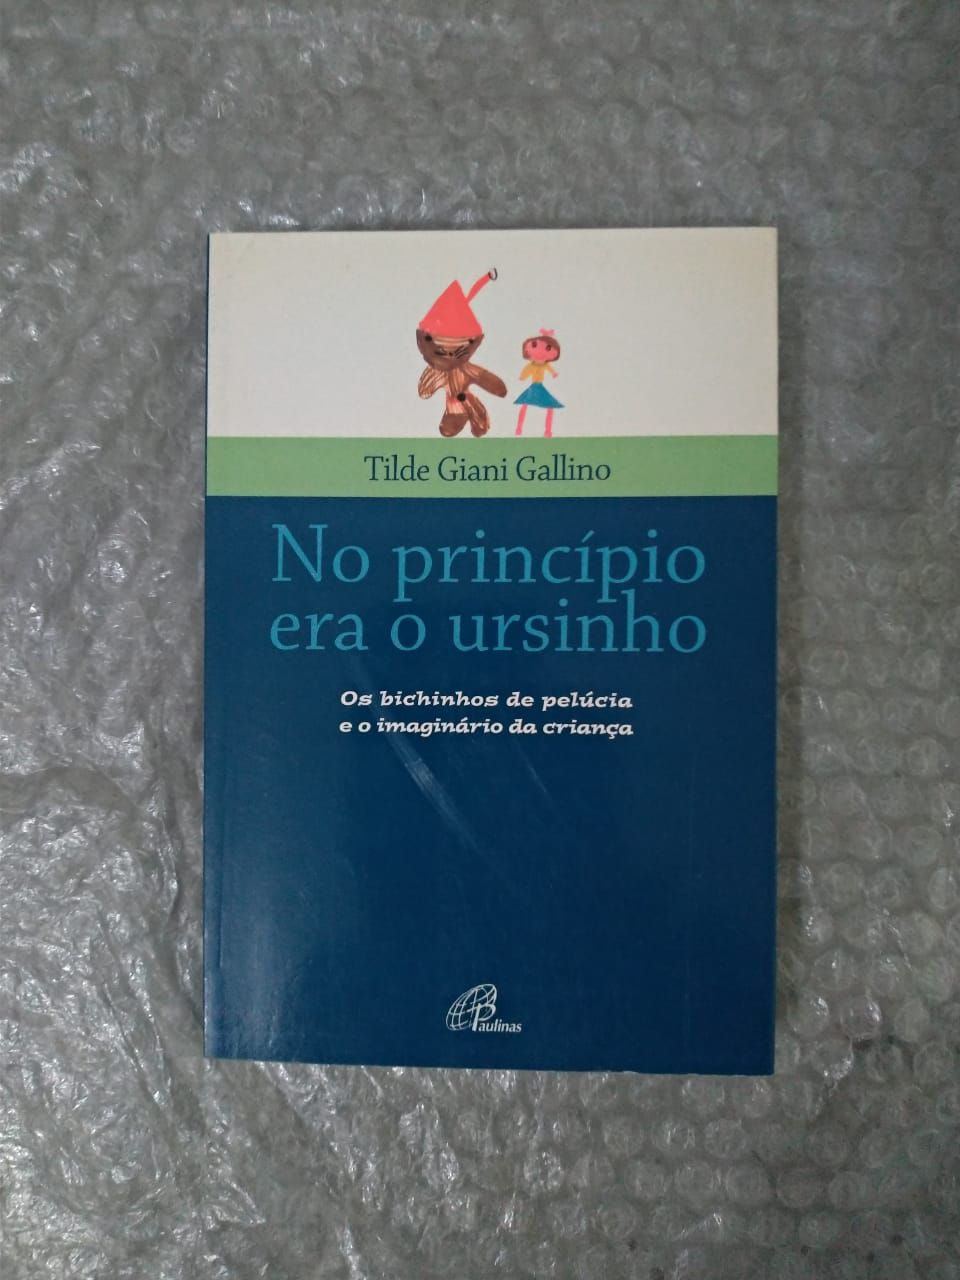 Tilde Giani Gallino
No princípio
era o ursinho
Os bichinhos de pelúcia
e o imaginário da criança
Paulinas